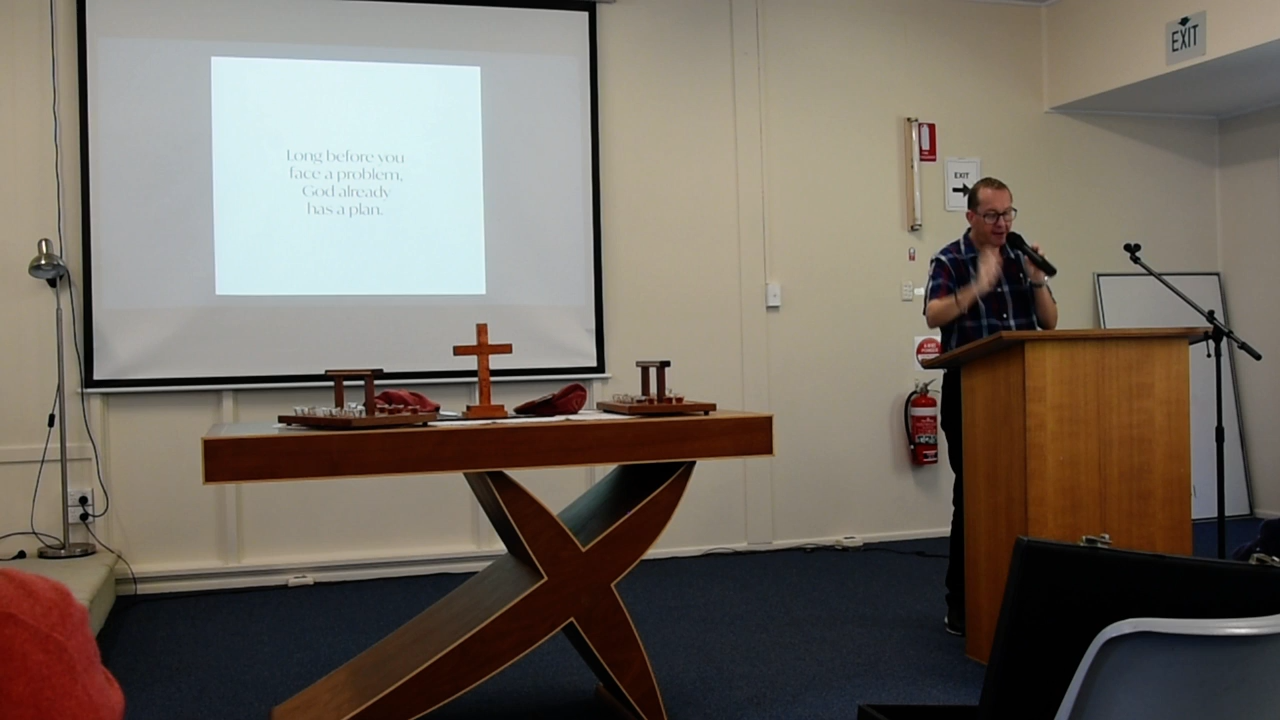 Long before you
face a problem,
God already
has a plan.
EXIT
EXIT